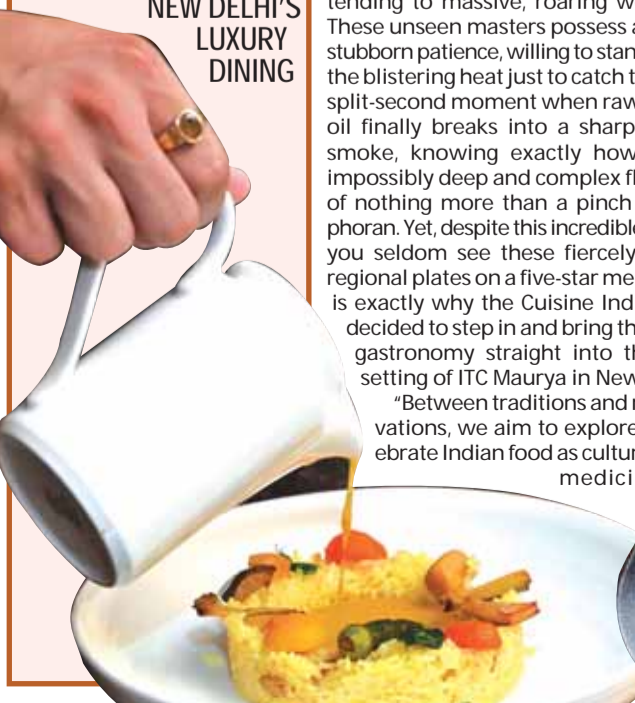 NEW DELHI'S
LUXURY
DINING
tending to massive, roaring w
These unseen masters possess a
stubborn patience, willing to stan
the blistering heat just to catch t
split-second moment when raw
oil finally breaks into a sharp
smoke, knowing exactly how
impossibly deep and complex fl
of nothing more than a pinch
phoran. Yet, despite this incredible
you seldom see these fiercely
regional plates on a five-star me
is exactly why the Cuisine Ind
decided to step in and bring th
gastronomy straight into th
setting of ITC Maurya in New
"Between traditions and
vations, we aim to explore
ebrate Indian food as cultur
medici